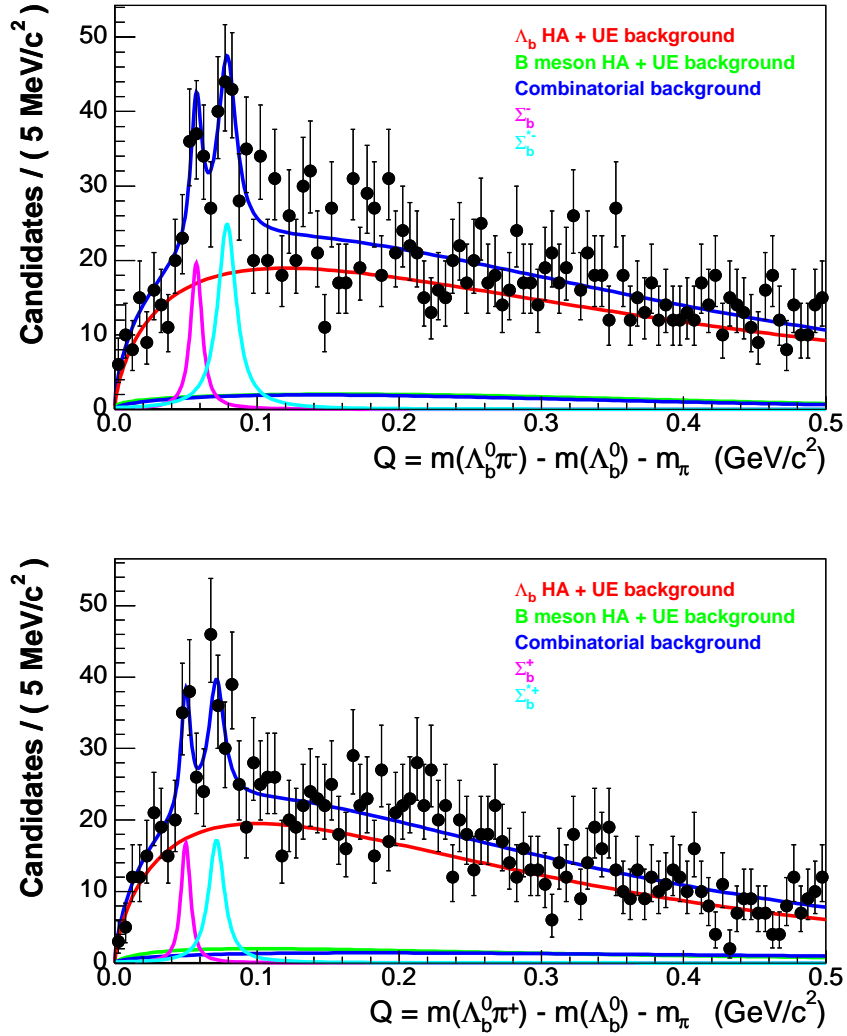 Candidates / ( 5 MeV/c²)
50
40
30
20
10
0
Λb HA + UE background
B meson HA + UE background
Combinatorial background
Σb⁻
Σb*⁻
0.0 0.1 0.2 0.3 0.4 0.5
Q = m(Λb⁰π⁻) - m(Λb⁰) - mπ (GeV/c²)
Candidates / ( 5 MeV/c²)
50
40
30
20
10
0
Λb HA + UE background
B meson HA + UE background
Combinatorial background
Σb⁺
Σb*⁺
0.0 0.1 0.2 0.3 0.4 0.5
Q = m(Λb⁰π⁺) - m(Λb⁰) - mπ (GeV/c²)